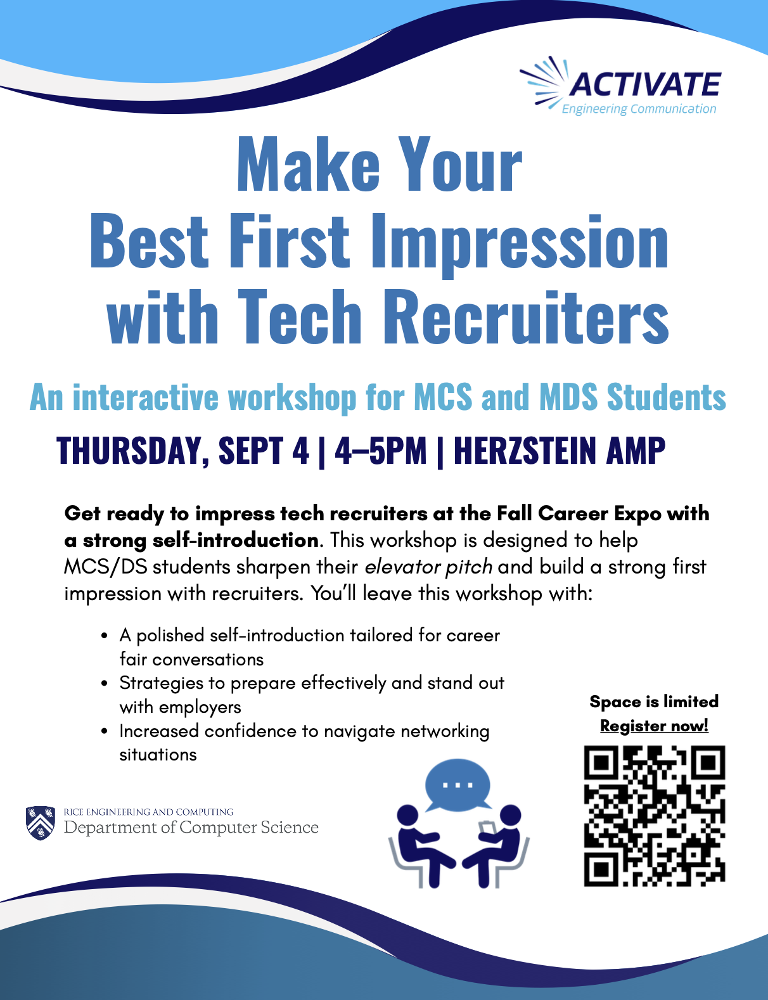 ACTIVATE
Engineering Communication
Make Your
Best First Impression
with Tech Recruiters
An interactive workshop for MCS and MDS Students
THURSDAY, SEPT 4 | 4–5PM | HERZSTEIN AMP
Get ready to impress tech recruiters at the Fall Career Expo with
a strong self-introduction. This workshop is designed to help
MCS/DS students sharpen their elevator pitch and build a strong first
impression with recruiters. You’ll leave this workshop with:
• A polished self-introduction tailored for career
fair conversations
• Strategies to prepare effectively and stand out
with employers
• Increased confidence to navigate networking
situations
Space is limited
Register now!
RICE ENGINEERING AND COMPUTING
Department of Computer Science